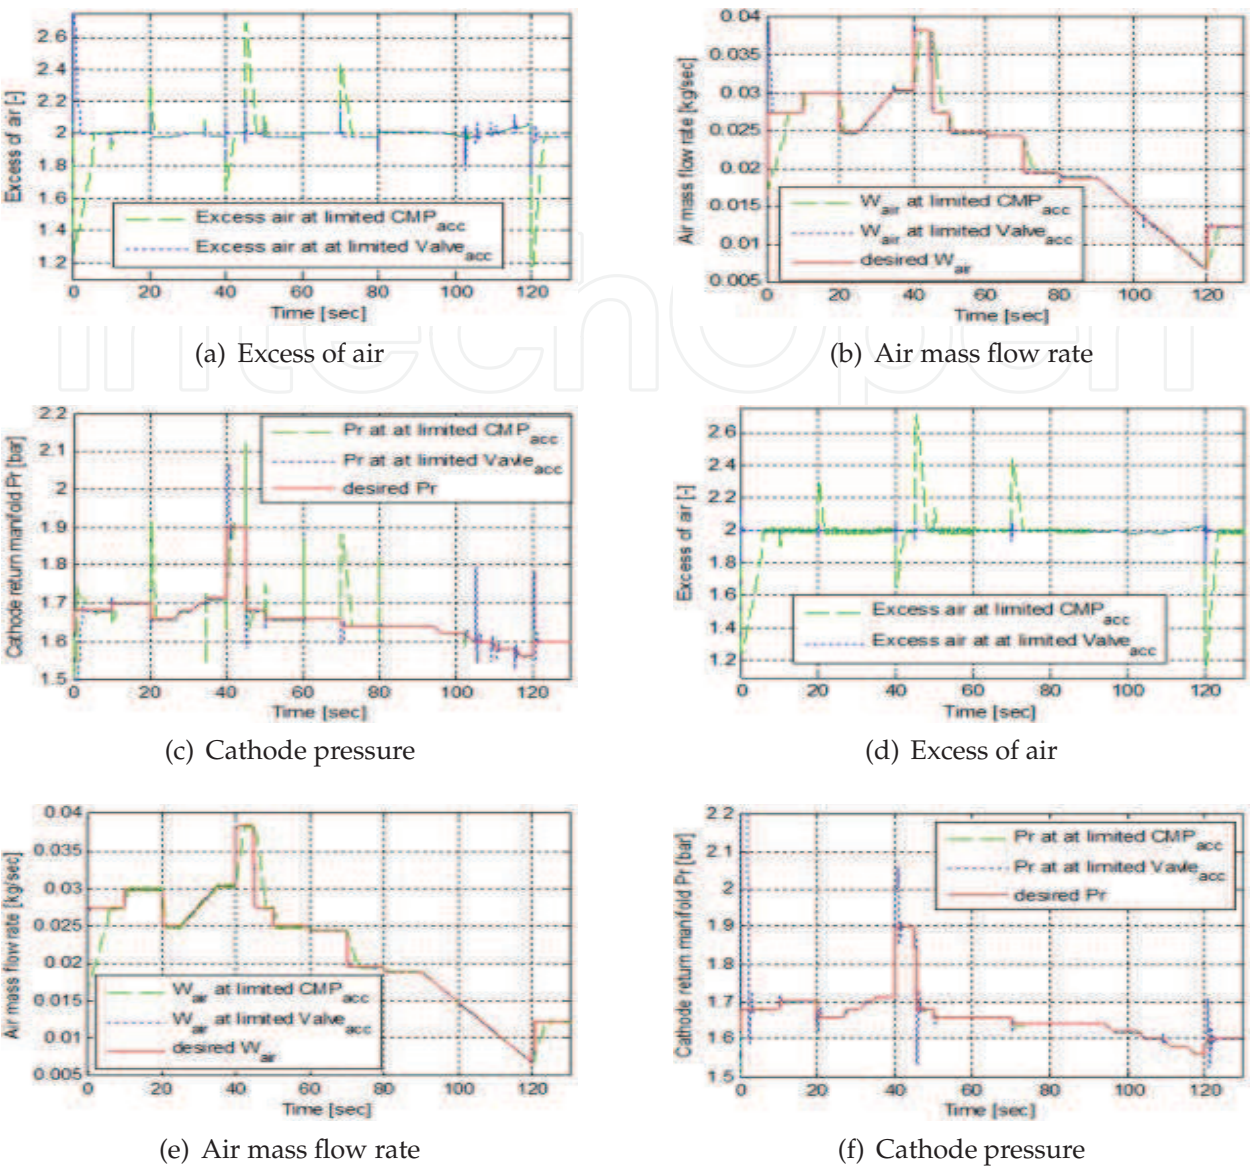 2.6
2.4
2.2
2
1.8
1.6
1.4
1.2
Excess of air [-]
Excess air at limited CMPacc
Excess air at at limited Valveacc
0 20 40 60 80 100 120
Time [sec]
(a) Excess of air
0.04
0.035
0.03
0.025
0.02
0.015
0.01
0.005
Air mass flow rate [kg/sec]
Wair at limited CMPacc
Wair at limited Valveacc
desired Wair
0 20 40 60 80 100 120
Time [sec]
(b) Air mass flow rate
intechopen
2.2
2.1
2
1.9
1.8
1.7
1.6
1.5
Cathode return manifold Pr [bar]
Pr at at limited CMPacc
Pr at at limited Vavleacc
desired Pr
0 20 40 60 80 100 120
Time [sec]
(c) Cathode pressure
2.6
2.4
2.2
2
1.8
1.6
1.4
1.2
Excess of air [-]
Excess air at limited CMPacc
Excess air at at limited Valveacc
0 20 40 60 80 100 120
Time [sec]
(d) Excess of air
0.04
0.035
0.03
0.025
0.02
0.015
0.01
0.005
Air mass flow rate [kg/sec]
Wair at limited CMPacc
Wair at limited Valveacc
desired Wair
0 20 40 60 80 100 120
Time [sec]
(e) Air mass flow rate
2.2
2.1
2
1.9
1.8
1.7
1.6
1.5
Cathode return manifold Pr [bar]
Pr at at limited CMPacc
Pr at at limited Vavleacc
desired Pr
0 20 40 60 80 100 120
Time [sec]
(f) Cathode pressure